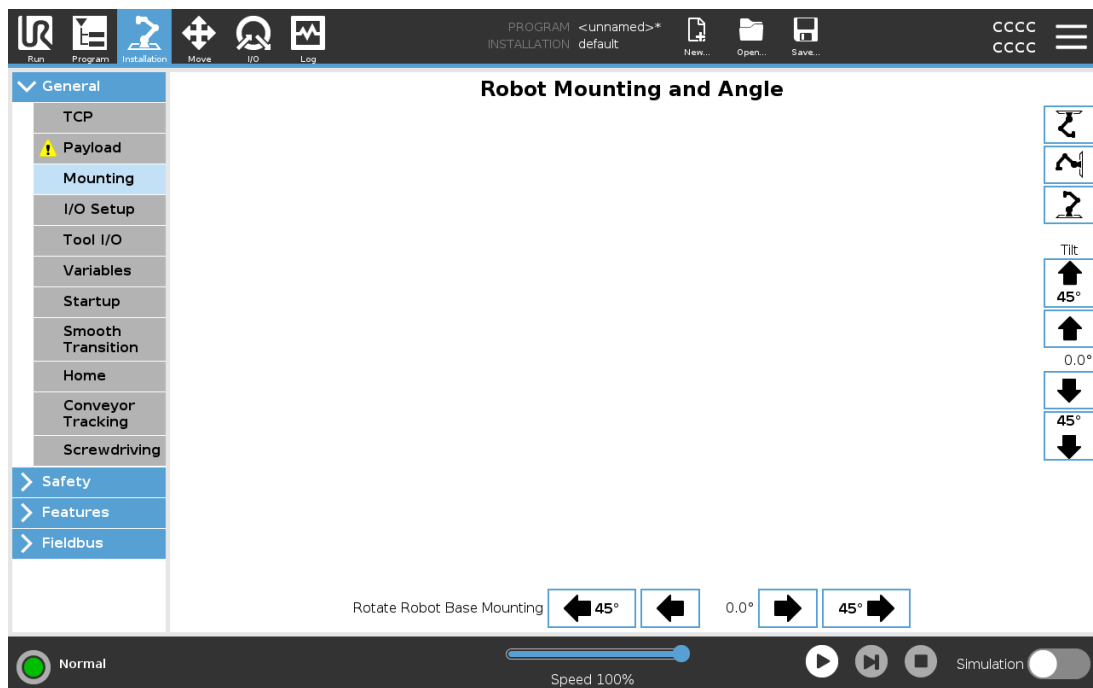 PROGRAM <unnamed>*
INSTALLATION default
CCCC
CCCC
Run Program Installation Move I/O Log New... Open... Save...
General
Robot Mounting and Angle
TCP
Payload
Mounting
I/O Setup
Tool I/O
Variables
Startup
Smooth
Transition
Home
Conveyor
Tracking
Screwdriving
Safety
Features
Fieldbus
Tilt
45°
0.0°
45°
Rotate Robot Base Mounting 45° 0.0° 45°
Normal
Speed 100%
Simulation